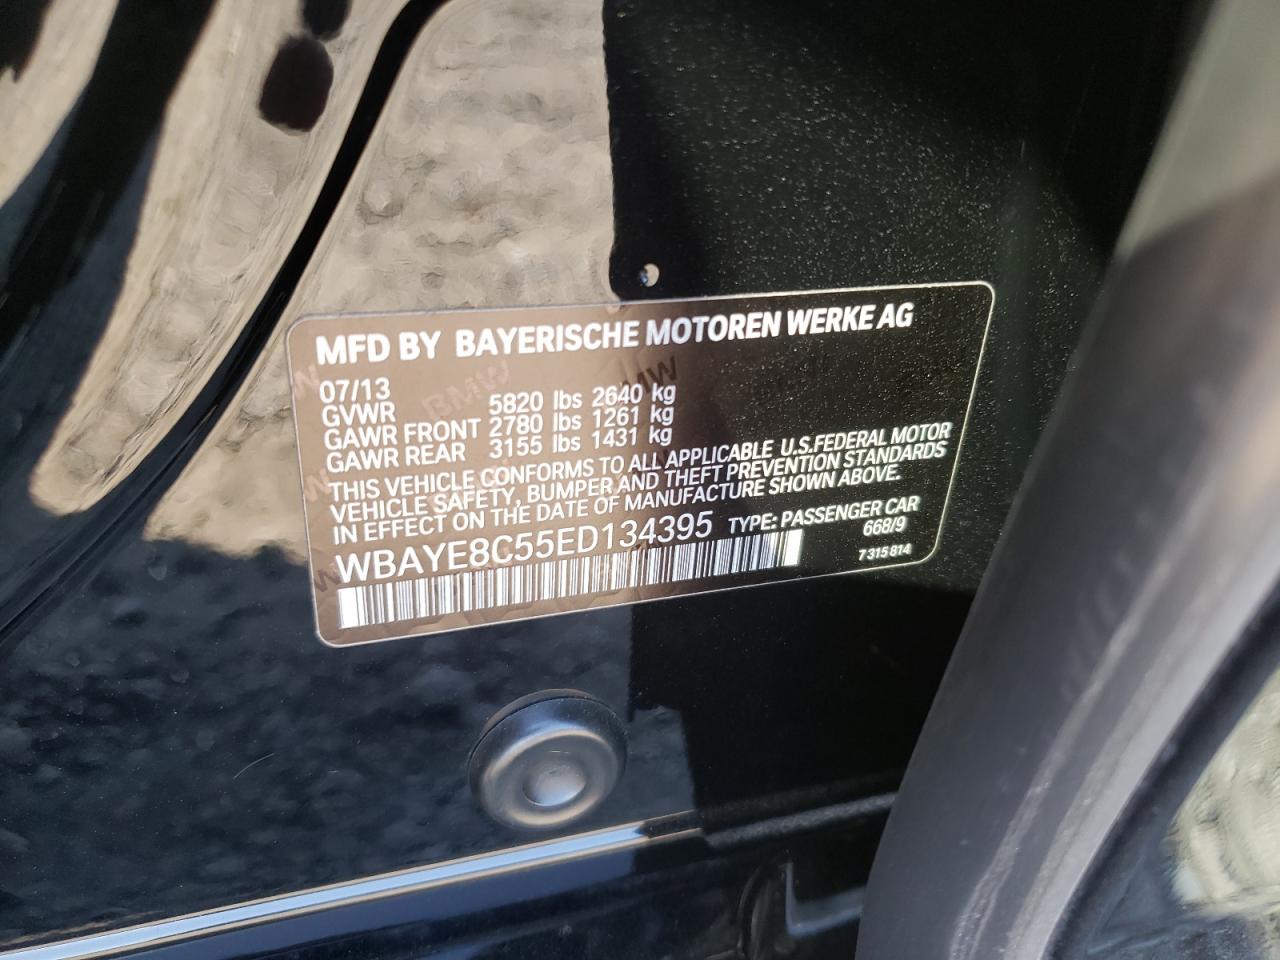 MFD BY BAYERISCHE MOTOREN WERKE AG
07/13
GVWR 5820 lbs 2640 kg
GAWR FRONT 2780 lbs 1261 kg
GAWR REAR 3155 lbs 1431 kg
THIS VEHICLE CONFORMS TO ALL APPLICABLE U.S.FEDERAL MOTOR
VEHICLE SAFETY, BUMPER AND THEFT PREVENTION STANDARDS
IN EFFECT ON THE DATE OF MANUFACTURE SHOWN ABOVE.
WBAYE8C55ED134395 TYPE: PASSENGER CAR
668/9
7 315 814
BMW
BMW